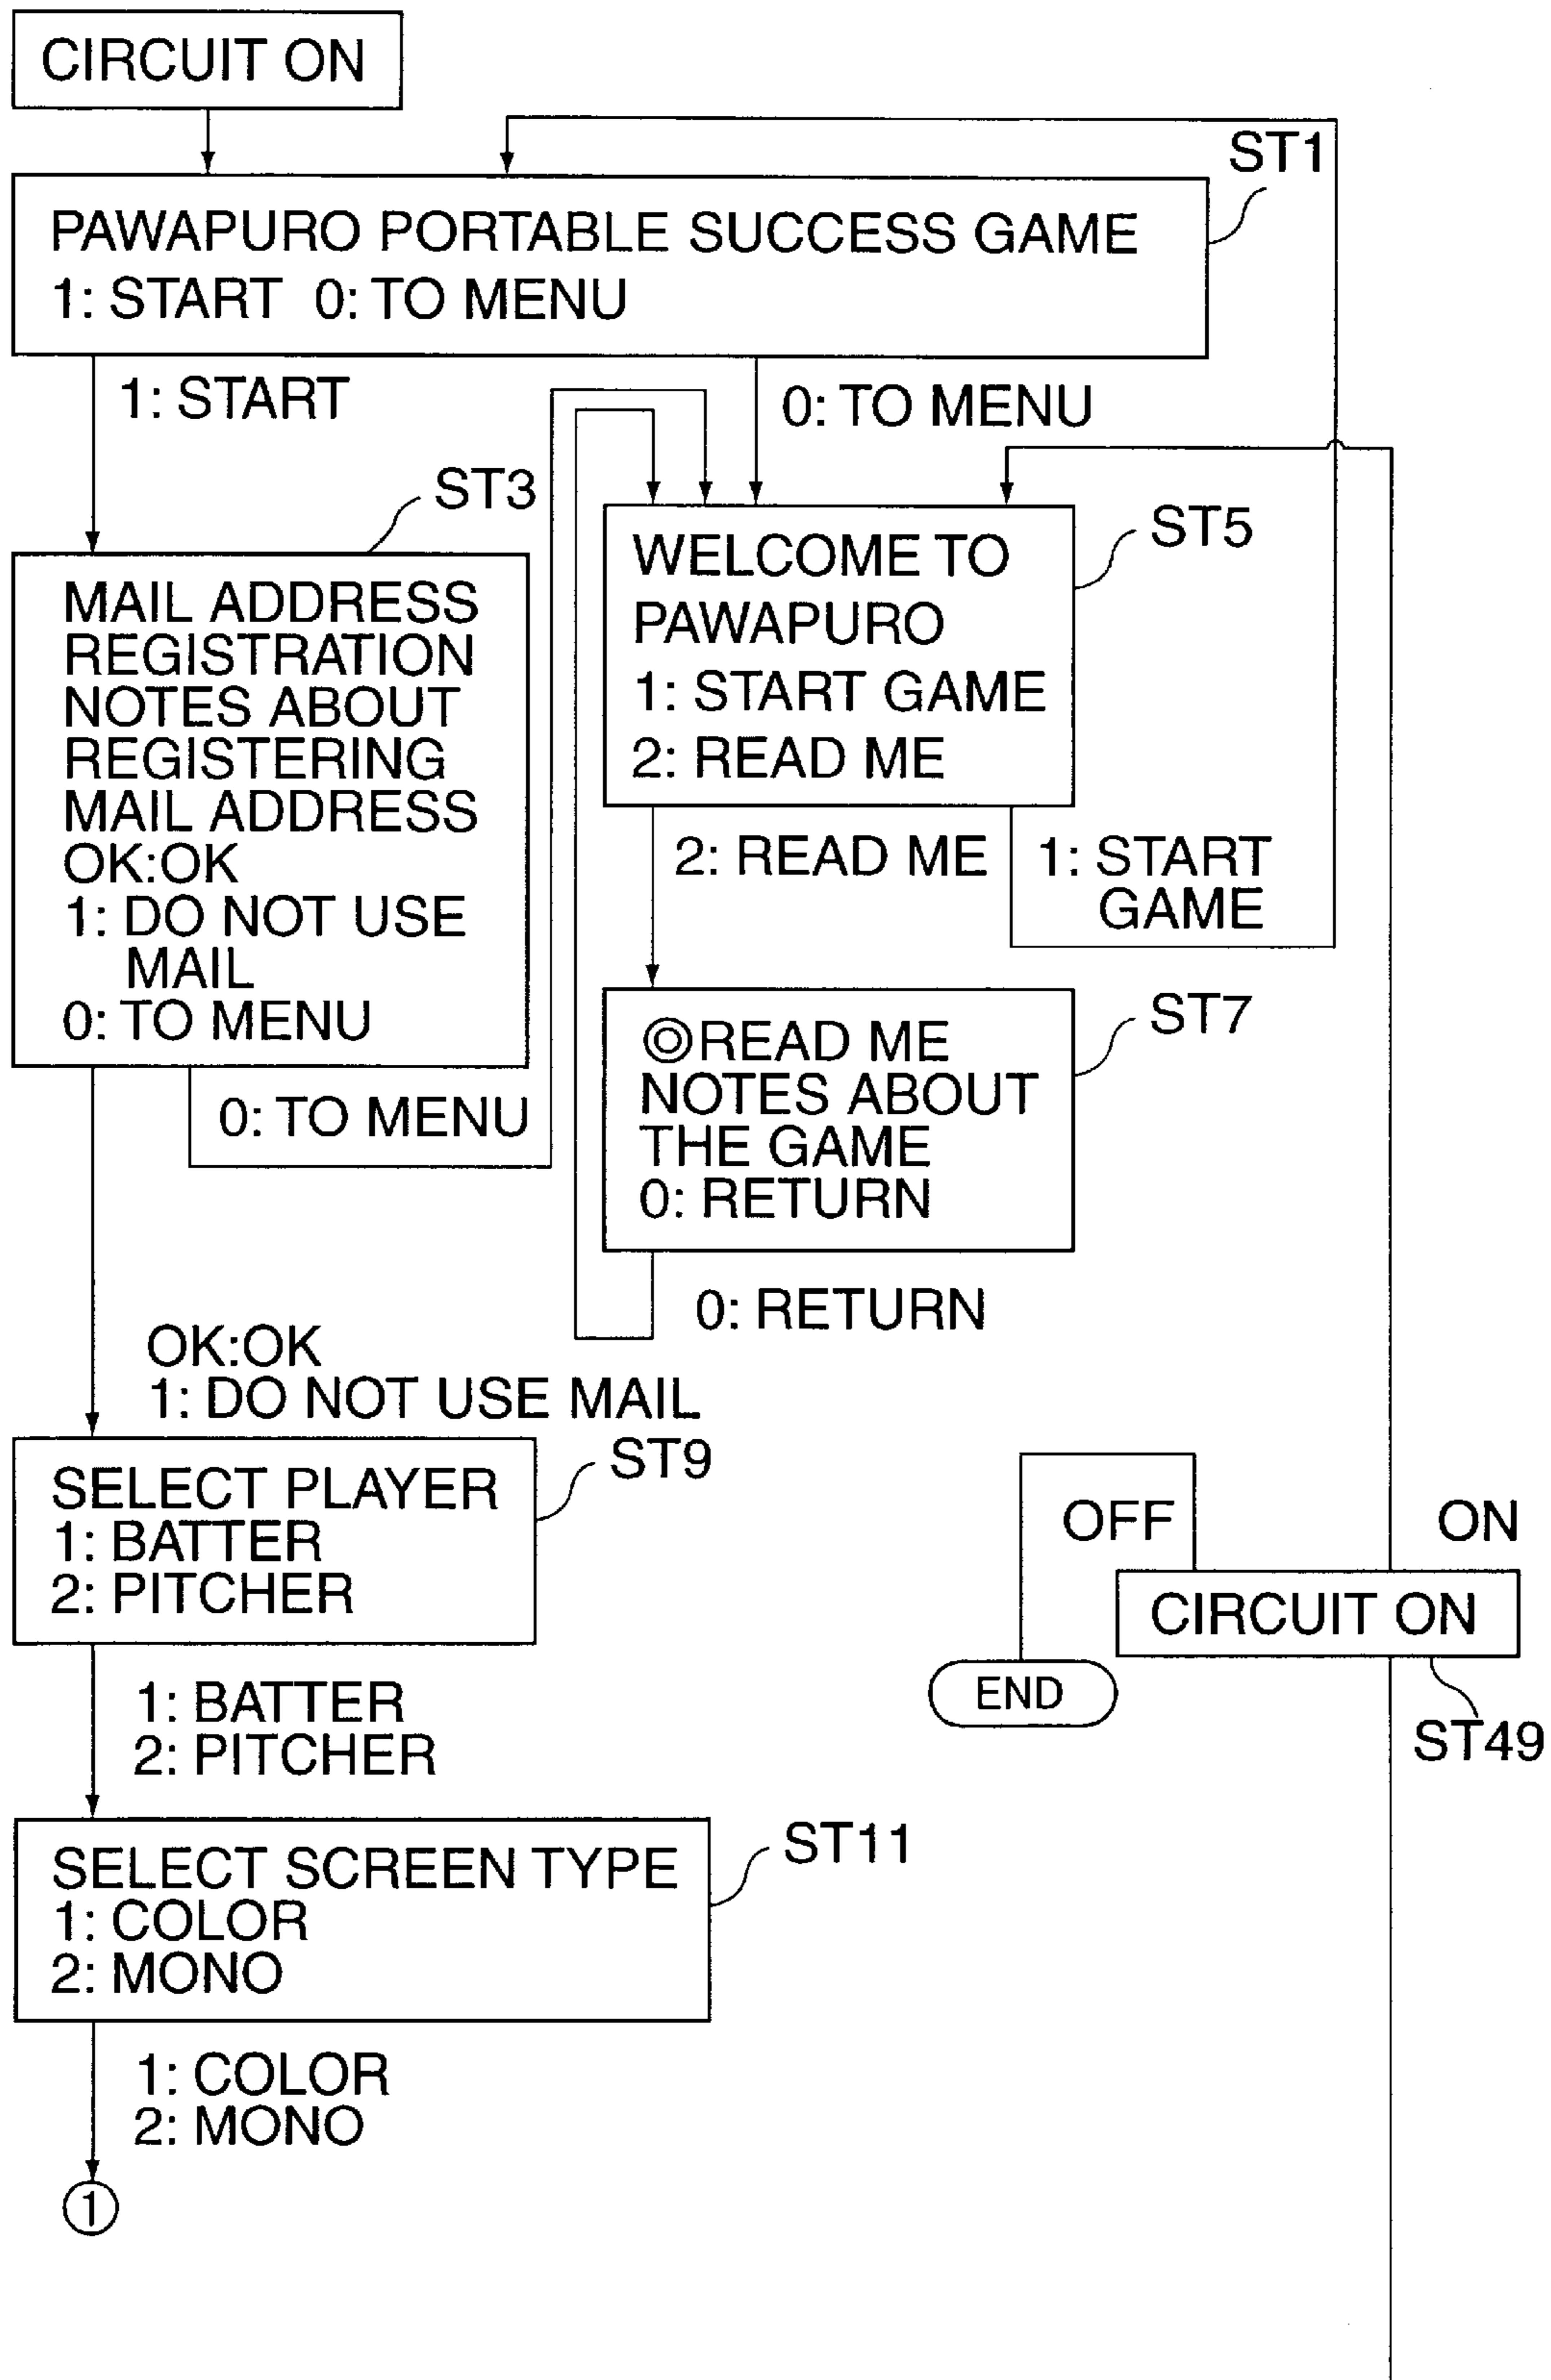 CIRCUIT ON
ST1
PAWAPURO PORTABLE SUCCESS GAME
1: START 0: TO MENU
1: START
0: TO MENU
ST3
MAIL ADDRESS
REGISTRATION
NOTES ABOUT
REGISTERING
MAIL ADDRESS
OK:OK
1: DO NOT USE
MAIL
0: TO MENU
ST5
WELCOME TO
PAWAPURO
1: START GAME
2: READ ME
2: READ ME
1: START
GAME
0: TO MENU
ST7
◎READ ME
NOTES ABOUT
THE GAME
0: RETURN
0: RETURN
OK:OK
1: DO NOT USE MAIL
ST9
SELECT PLAYER
1: BATTER
2: PITCHER
OFF
ON
CIRCUIT ON
END
ST49
1: BATTER
2: PITCHER
ST11
SELECT SCREEN TYPE
1: COLOR
2: MONO
1: COLOR
2: MONO
①